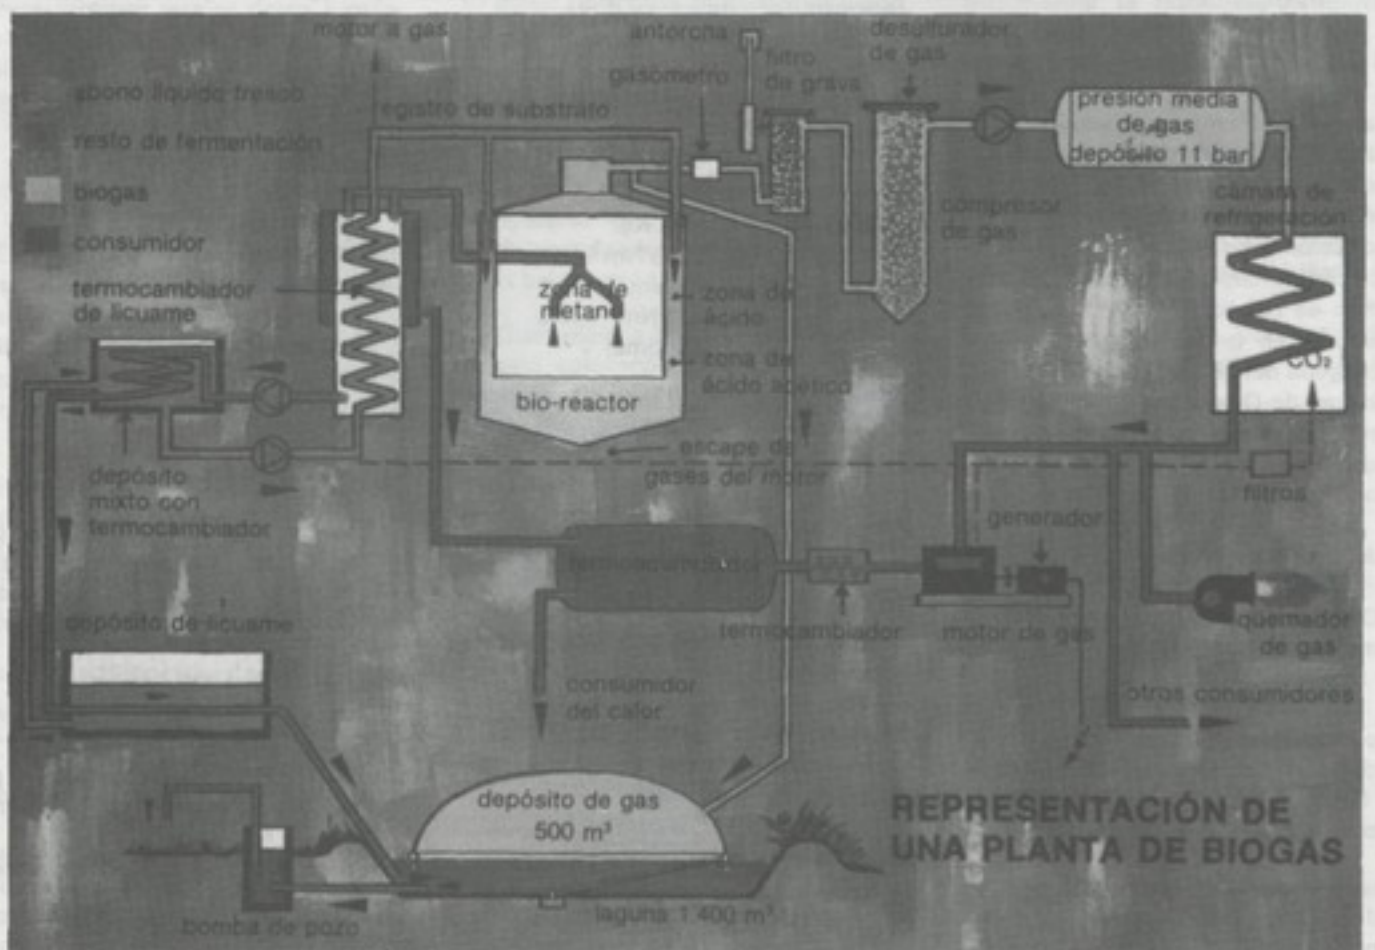 motor a gas
antorcha
desulfunidor
de gas
filtro
de grava
gasómetro
abono líquido fresco
registro de substrato
resto de fermentación
biogas
consumidor
termocambiador
de licuame
presión media
de gas
depósito 11 bar
cámara de
refrigeración
compresor
de gas
zona de
metano
zona de
ácido
zona de
ácido acético
bio-reactor
CO₂
escape de
gases del motor
depósito
mixto con
termocambiador
filtros
generador
termoacumulador
depósito de licuame
termocambiador
motor de gas
quemador
de gas
consumidor
del calor
otros consumidores
depósito de gas
500 m³
REPRESENTACIÓN DE
UNA PLANTA DE BIOGAS
laguna 1.400 m³
bomba de pozo